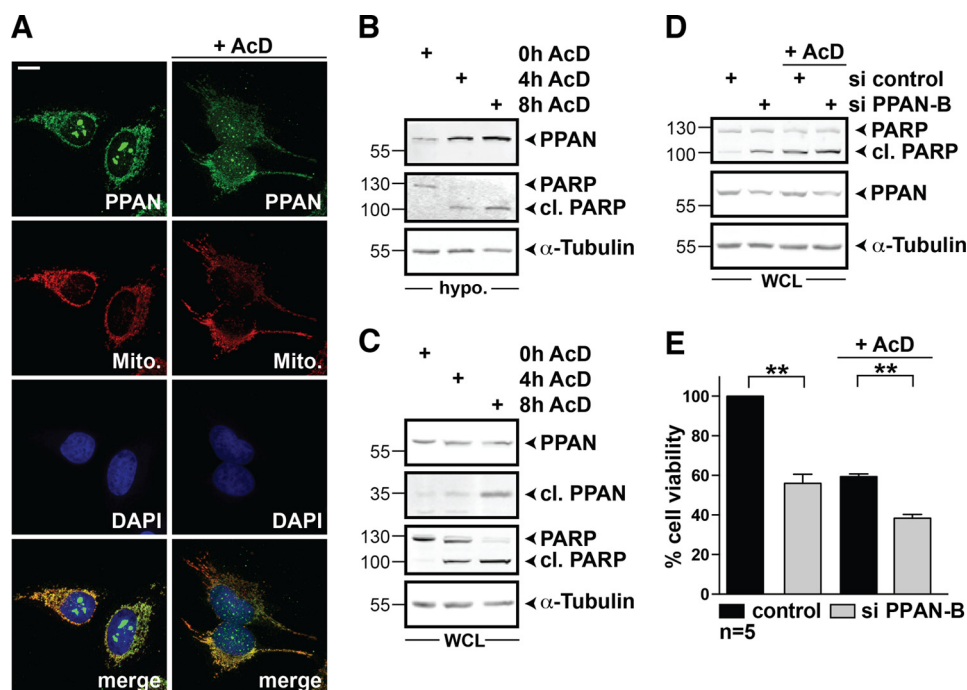 A
+ AcD
PPAN PPAN
Mito. Mito.
DAPI DAPI
merge merge
B
+ 0h AcD
+ 4h AcD
+ 8h AcD
55 PPAN
130 PARP
100 cl. PARP
55 α-Tubulin
hypo.
C
+ 0h AcD
+ 4h AcD
+ 8h AcD
55 PPAN
35 cl. PPAN
130 PARP
100 cl. PARP
55 α-Tubulin
WCL
D
+ AcD
+ + si control
+ + si PPAN-B
130 PARP
100 cl. PARP
55 PPAN
55 α-Tubulin
WCL
E
+ AcD
** **
% cell viability
100
80
60
40
20
0
control si PPAN-B
n=5